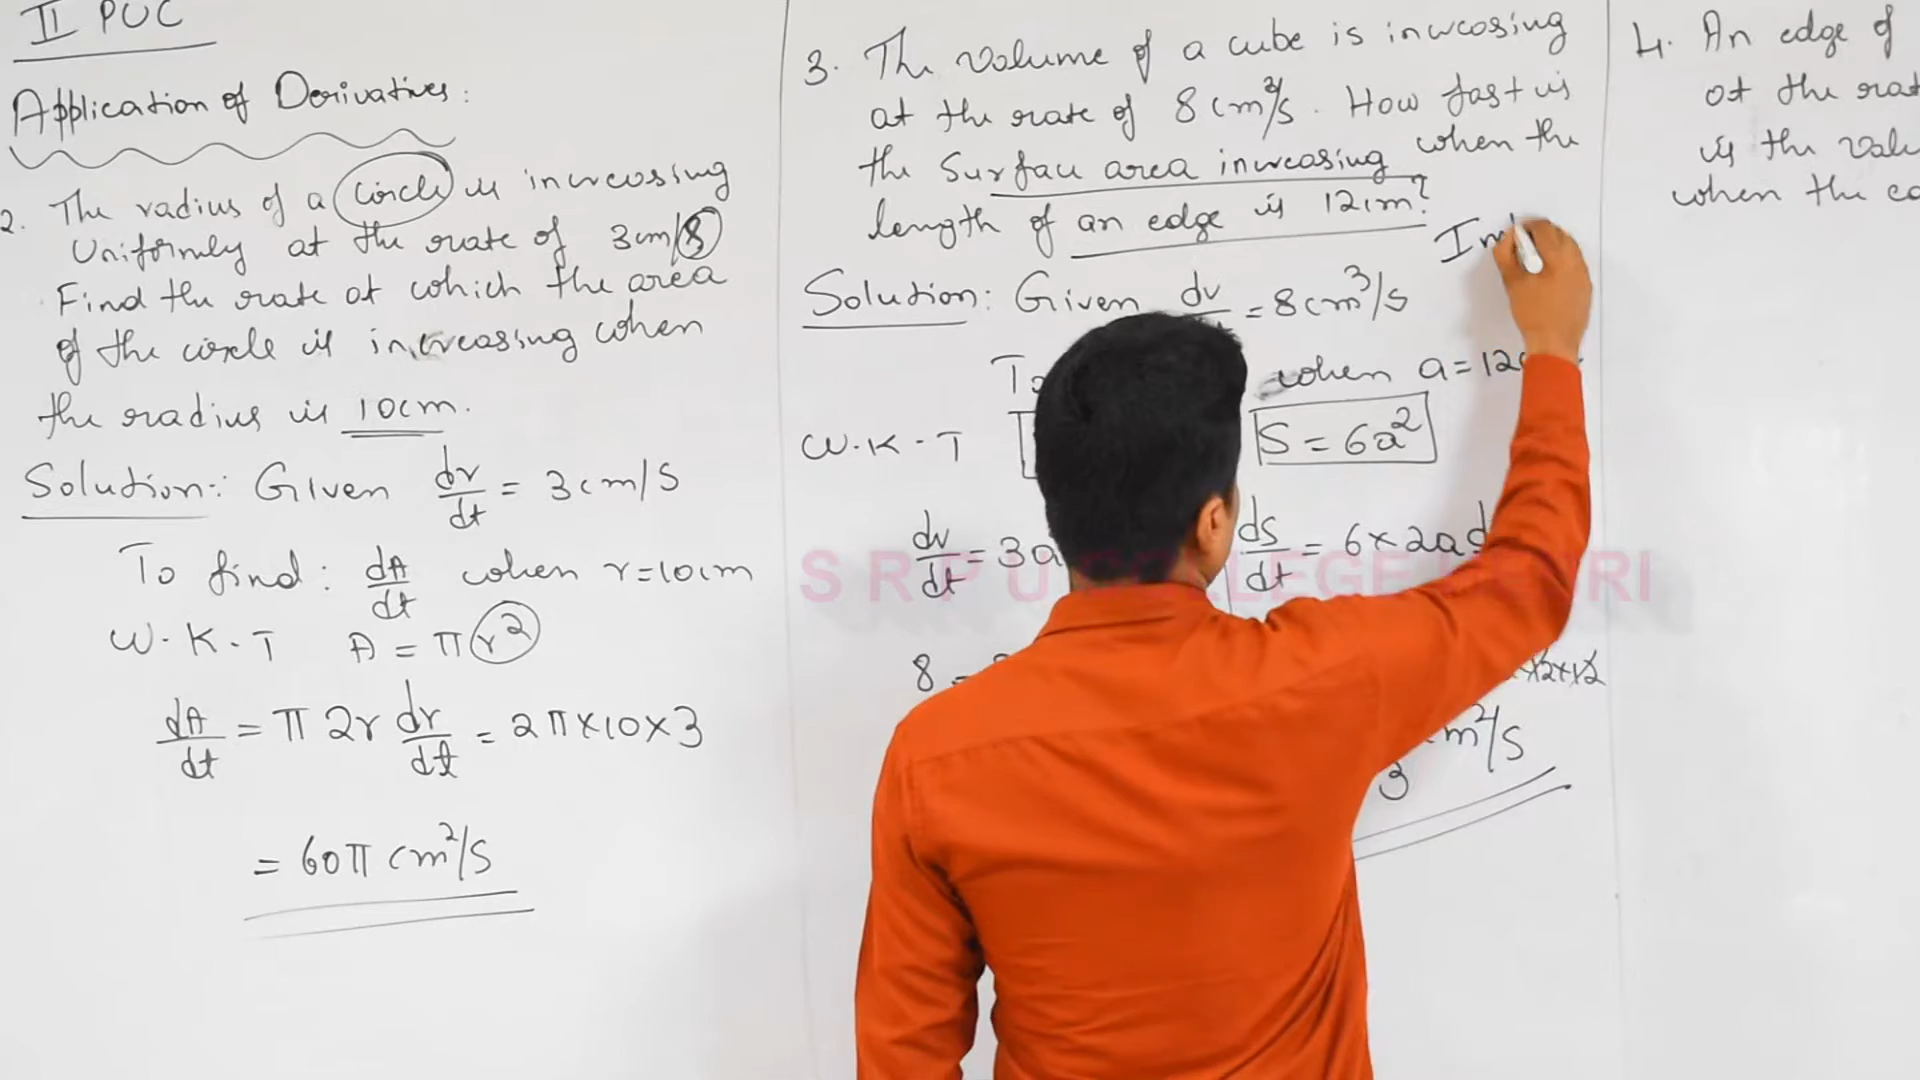 II PUC
Application of Derivatives:
2. The radius of a circle is increasing
Uniformly at the rate of 3cm/s
Find the rate at which the area
of the circle is increasing when
the radius is 10cm.
Solution: Given dr/dt = 3cm/s
To find: dA/dt when r=10cm
W.K.T A = πr²
dA/dt = π 2r dr/dt = 2π×10×3
= 60π cm²/s
3. The volume of a cube is increasing
at the rate of 8cm³/s. How fast is
the Surface area increasing when the
length of an edge is 12cm?
Solution: Given dv = 8cm³/s
To when a=12
W.K.T S = 6a²
dv/dt = 3a dS/dt = 6×2a
8 =
cm²/s
3
4. An edge of
at the
is the
when the
S R P U COLLEGE